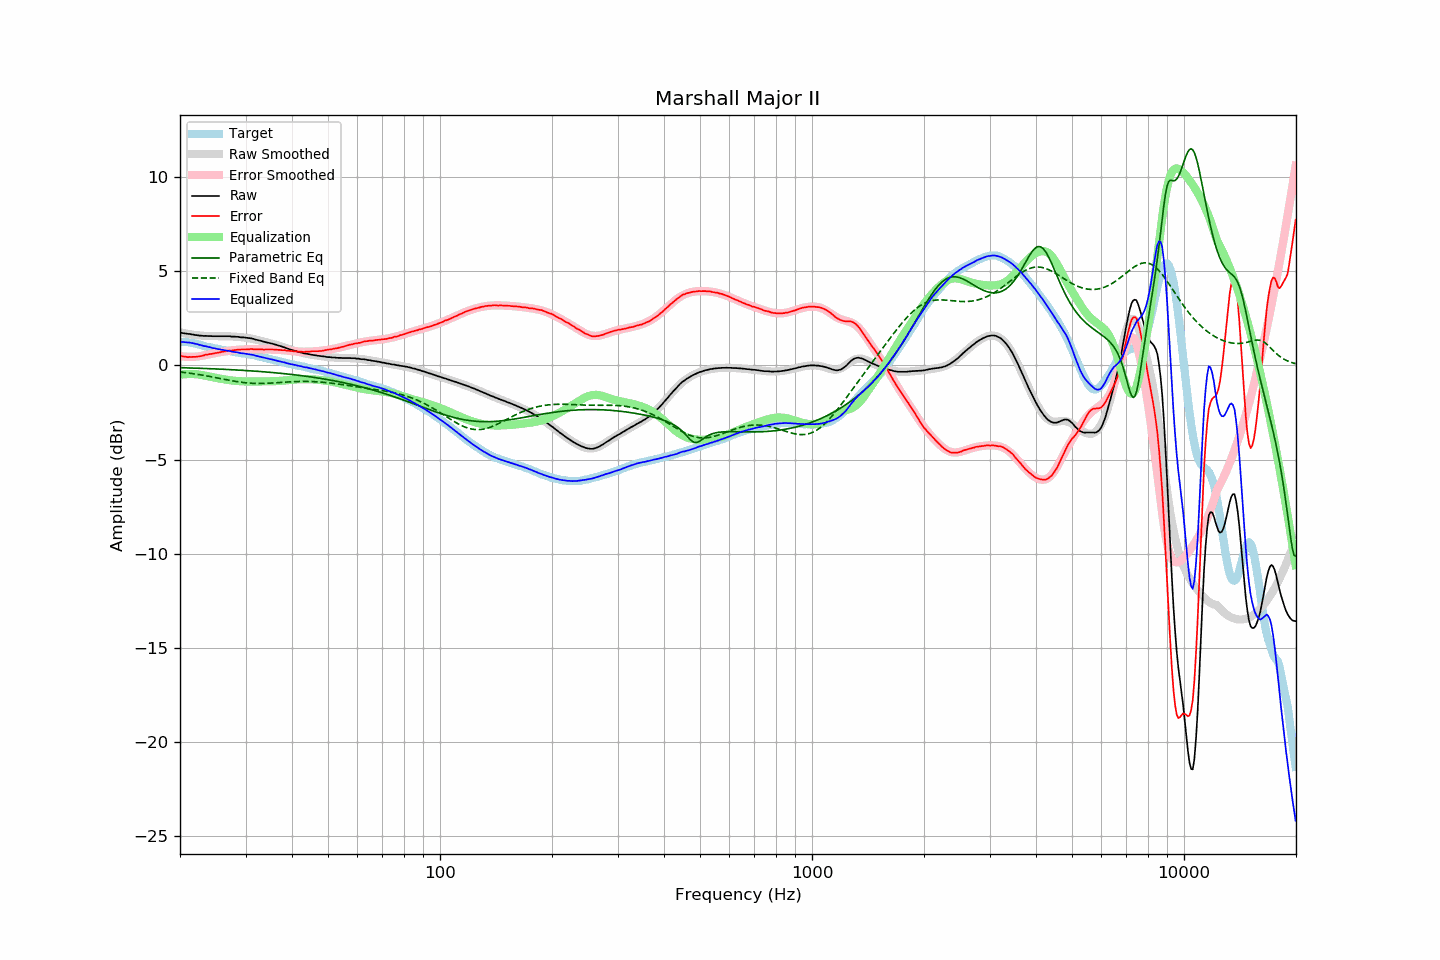 Marshall Major II
Target
Raw Smoothed
Error Smoothed
Raw
Error
Equalization
Parametric Eq
Fixed Band Eq
Equalized
10
5
0
−5
−10
−15
−20
−25
Amplitude (dBr)
100
1000
10000
Frequency (Hz)